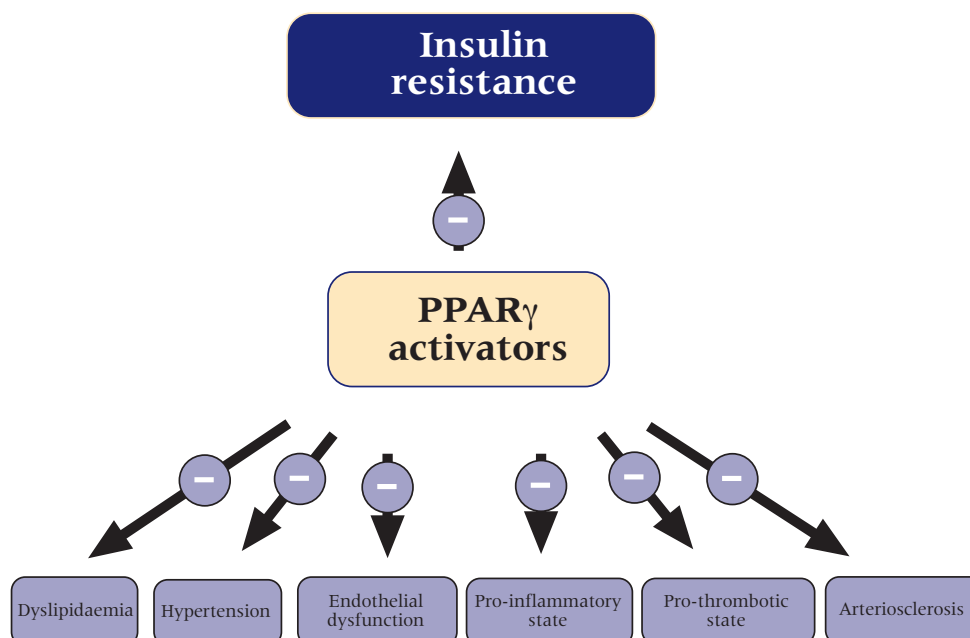 Insulin
resistance
−
PPARγ
activators
− − − − − −
Dyslipidaemia
Hypertension
Endothelial
dysfunction
Pro-inflammatory
state
Pro-thrombotic
state
Arteriosclerosis